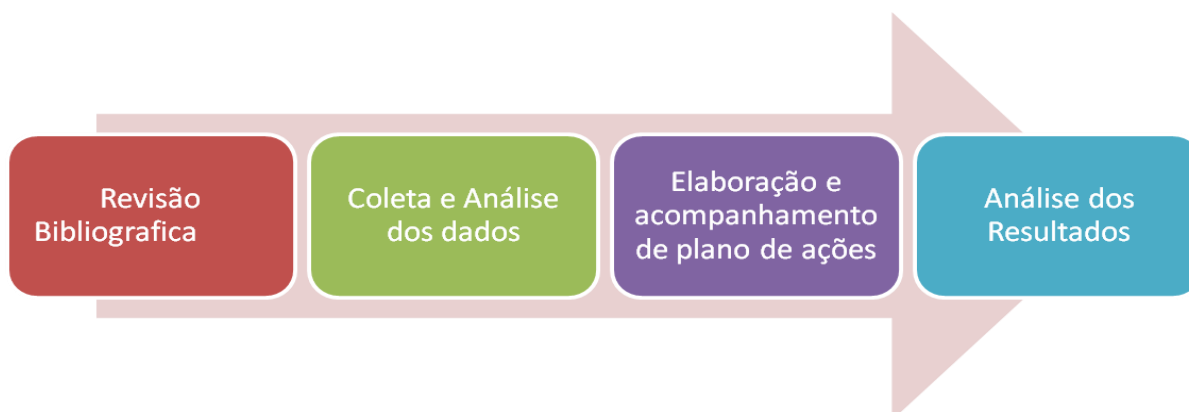 Revisão
Bibliografica
Coleta e Análise
dos dados
Elaboração e
acompanhamento
de plano de ações
Análise dos
Resultados